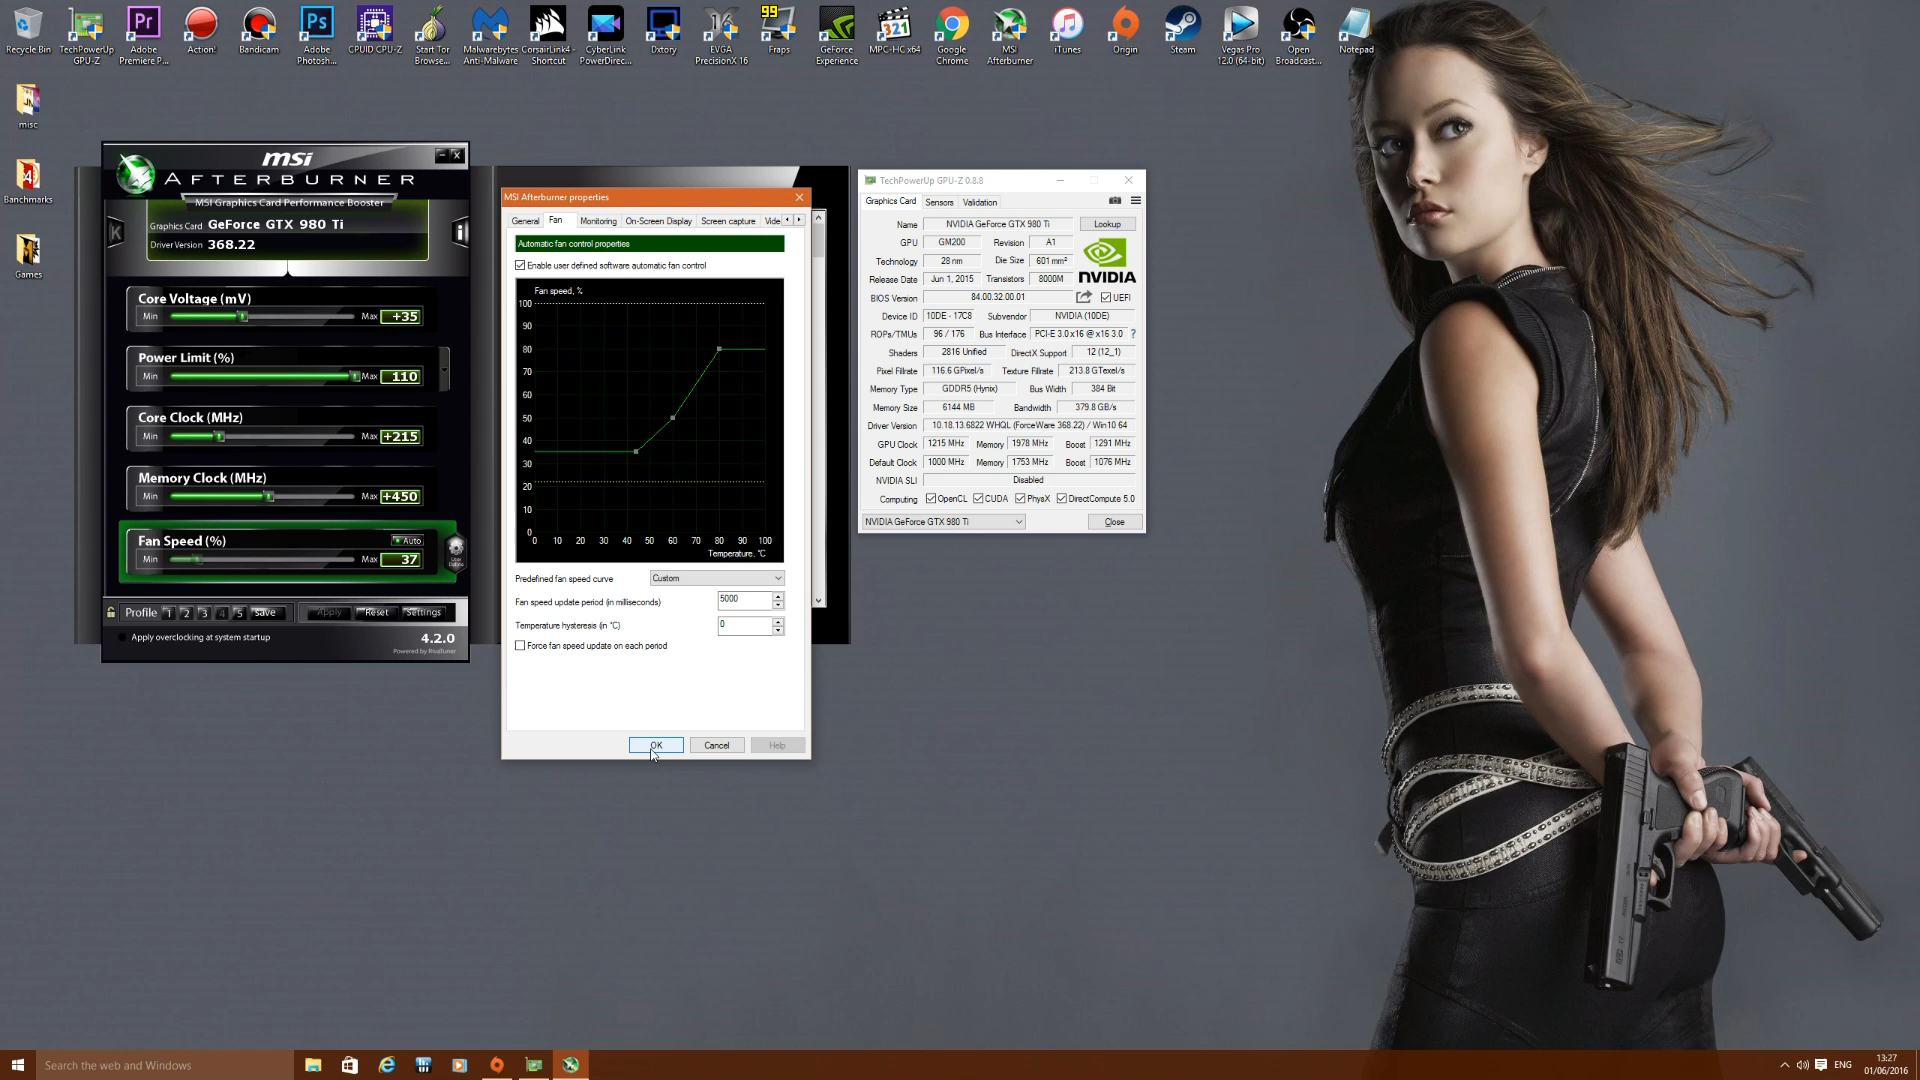 Recycle Bin
TechPowerUp GPU-Z
Adobe Premiere P...
Action!
Bandicam
Adobe Photosh...
CPUID CPU-Z
Start Tor Browse...
Malwarebytes Anti-Malware
CorsairLink4 - Shortcut
CyberLink PowerDirec...
Dxtory
EVGA PrecisionX 16
99
Fraps
GeForce Experience
321
MPC-HC x64
Google Chrome
MSI Afterburner
iTunes
Origin
Steam
Vegas Pro 12.0 (64-bit)
Open Broadcast...
Notepad
misc
Banchmarks
Games
msi
AFTERBURNER
MSI Graphics Card Performance Booster
Graphics Card GeForce GTX 980 Ti
Driver Version 368.22
K
i
Core Voltage (mV)
Min Max +35
Power Limit (%)
Min Max 110
Core Clock (MHz)
Min Max +215
Memory Clock (MHz)
Min Max +450
Fan Speed (%) Auto
Min Max 37
User Define
Profile 1 2 3 4 5 Save Apply Reset Settings
Apply overclocking at system startup 4.2.0
Powered by RivaTuner
MSI Afterburner properties
General Fan Monitoring On-Screen Display Screen capture Vide
Automatic fan control properties
Enable user defined software automatic fan control
Fan speed, %
100
90
80
70
60
50
40
30
20
10
0
0 10 20 30 40 50 60 70 80 90 100
Temperature, °C
Predefined fan speed curve Custom
Fan speed update period (in milliseconds) 5000
Temperature hysteresis (in °C) 0
Force fan speed update on each period
OK Cancel Help
TechPowerUp GPU-Z 0.8.8
Graphics Card Sensors Validation
Name NVIDIA GeForce GTX 980 Ti Lookup
GPU GM200 Revision A1
Technology 28 nm Die Size 601 mm²
NVIDIA
Release Date Jun 1, 2015 Transistors 8000M
BIOS Version 84.00.32.00.01 UEFI
Device ID 10DE - 17C8 Subvendor NVIDIA (10DE)
ROPs/TMUs 96 / 176 Bus Interface PCI-E 3.0 x16 @ x16 3.0 ?
Shaders 2816 Unified DirectX Support 12 (12_1)
Pixel Fillrate 116.6 GPixel/s Texture Fillrate 213.8 GTexel/s
Memory Type GDDR5 (Hynix) Bus Width 384 Bit
Memory Size 6144 MB Bandwidth 379.8 GB/s
Driver Version 10.18.13.6822 WHQL (ForceWare 368.22) / Win10 64
GPU Clock 1215 MHz Memory 1978 MHz Boost 1291 MHz
Default Clock 1000 MHz Memory 1753 MHz Boost 1076 MHz
NVIDIA SLI Disabled
Computing OpenCL CUDA PhysX DirectCompute 5.0
NVIDIA GeForce GTX 980 Ti Close
Search the web and Windows
ENG
13:27
01/06/2016